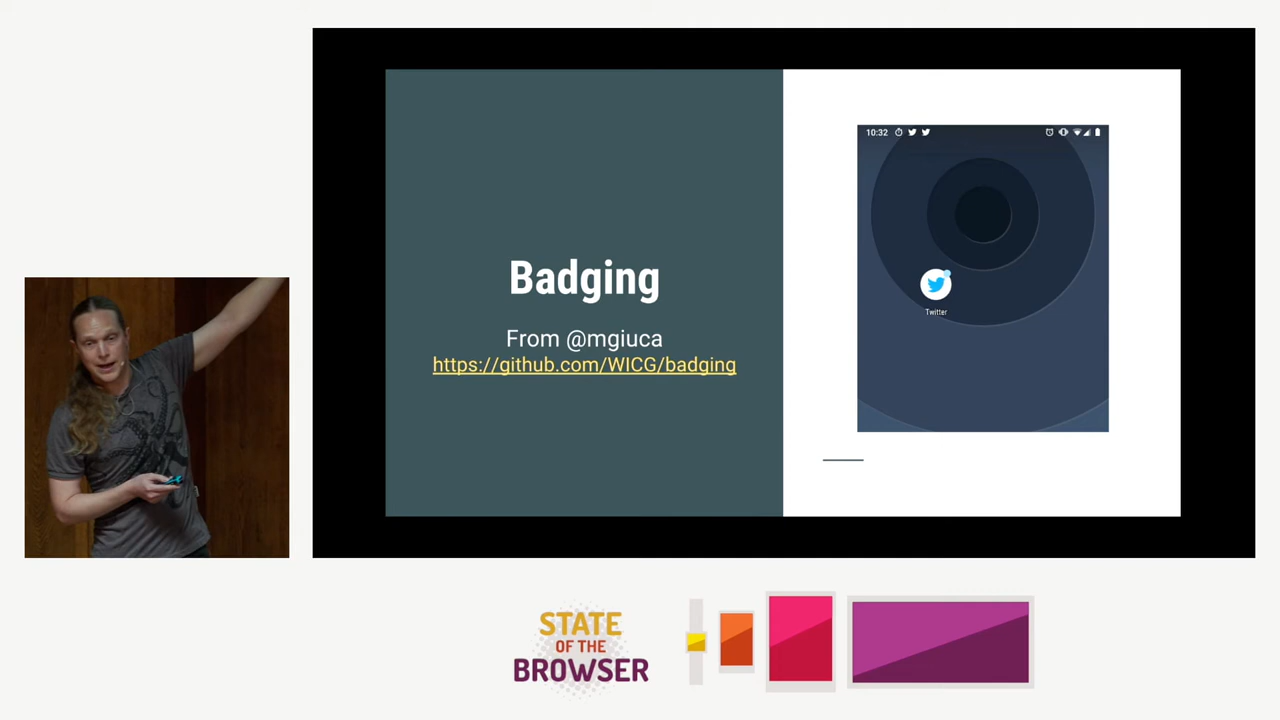 Badging
From @mgiuca
https://github.com/WICG/badging
10:32
Twitter
STATE
OF THE
BROWSER